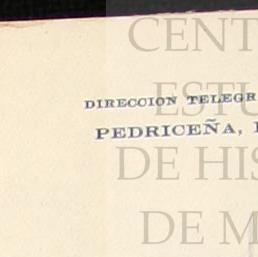 CENT
ESTU
DIRECCION TELEGR
PEDRICEÑA,
DE HIS
DE M